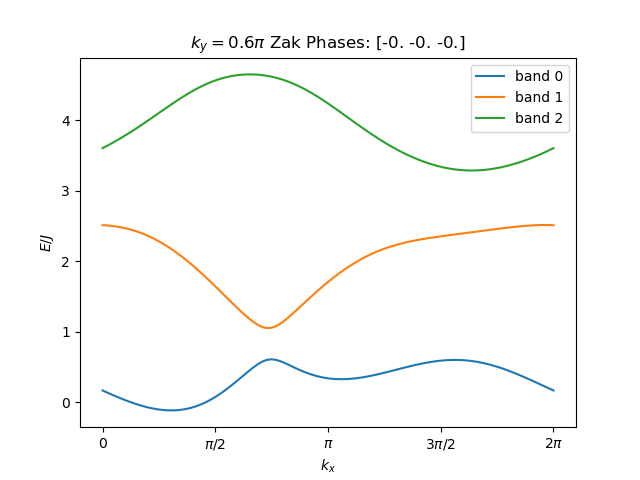 $k_y = 0.6\pi$ Zak Phases: [-0. -0. -0.]
band 0
band 1
band 2
E/J
4
3
2
1
0
0
π/2
π
3π/2
2π
$k_x$